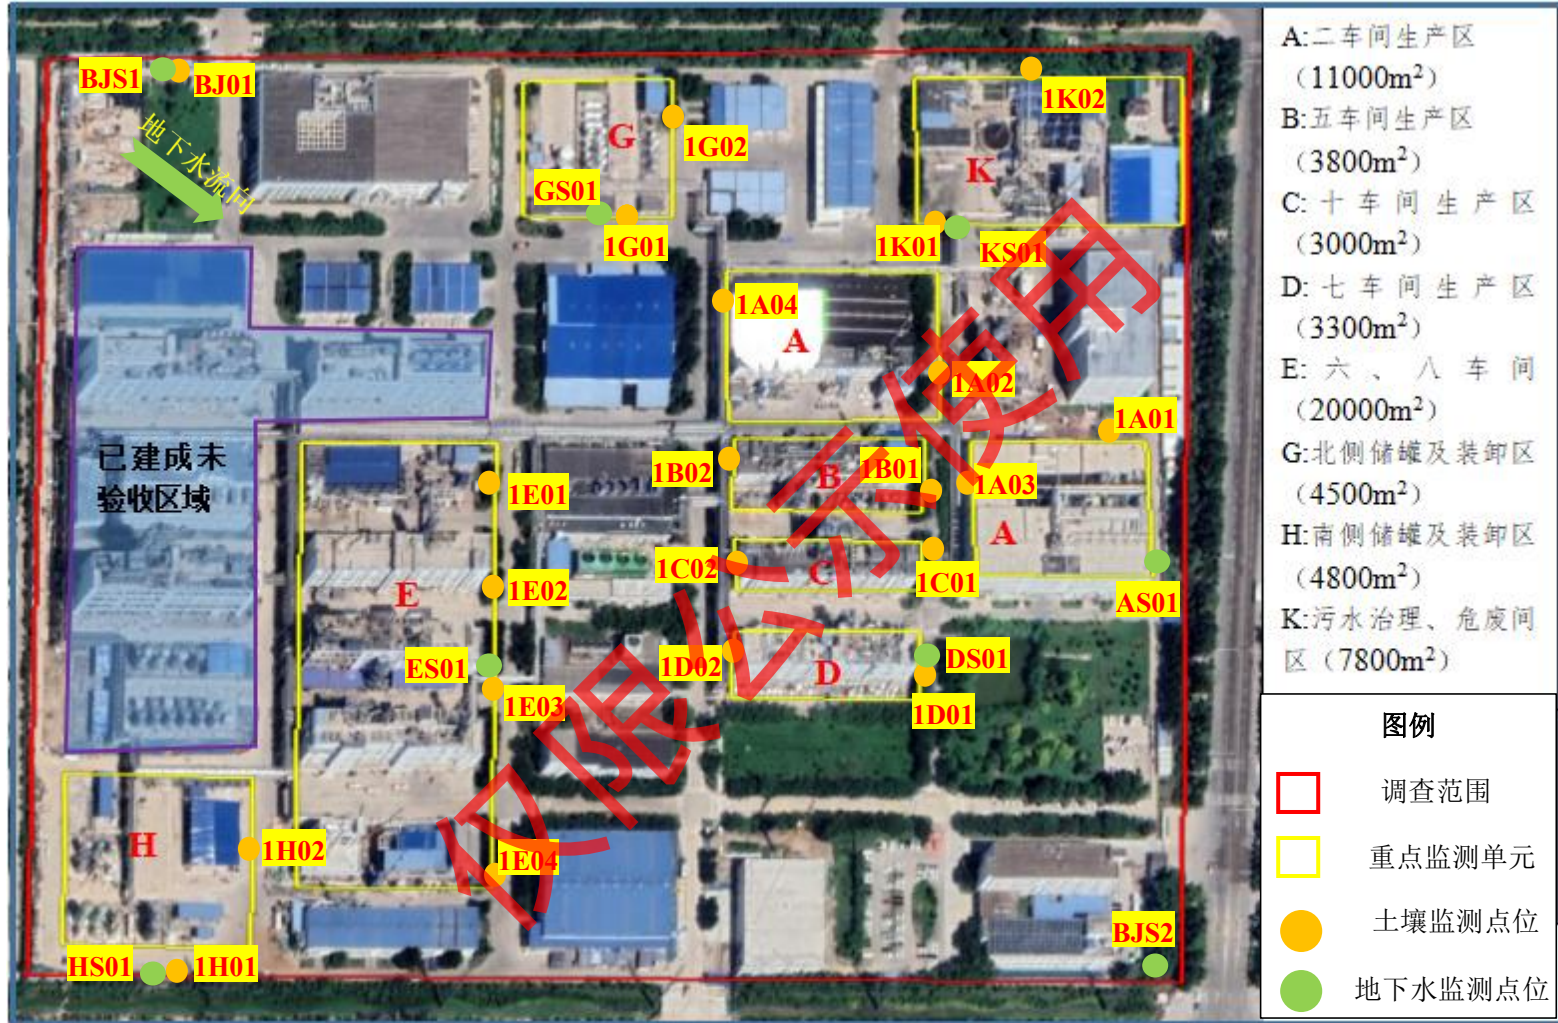 BJS1
BJ01
地下水流向
1G02
G
GS01
1G01
1K02
K
1K01
KS01
1A04
A
1A02
1A01
已建成未
验收区域
1B02
B
1B01
1A03
A
AS01
1E01
1E02
E
ES01
1E03
1E04
1C02
C
1C01
1D02
D
DS01
1D01
H
1H02
HS01
1H01
BJS2
仅限公示使用
A:二车间生产区
（11000m²）
B:五车间生产区
（3800m²）
C:十车间生产区
（3000m²）
D:七车间生产区
（3300m²）
E:六、八车间
（20000m²）
G:北侧储罐及装卸区
（4500m²）
H:南侧储罐及装卸区
（4800m²）
K:污水治理、危废间
区（7800m²）
图例
调查范围
重点监测单元
土壤监测点位
地下水监测点位